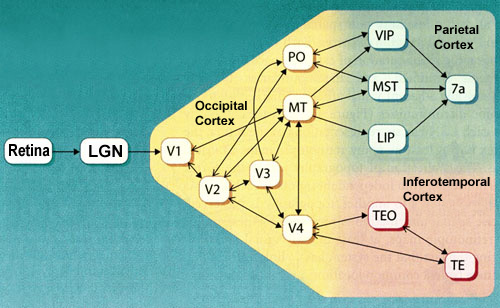 Retina
LGN
Occipital
Cortex
V1
V2
V3
V4
PO
MT
Parietal
Cortex
VIP
MST
LIP
7a
Inferotemporal
Cortex
TEO
TE